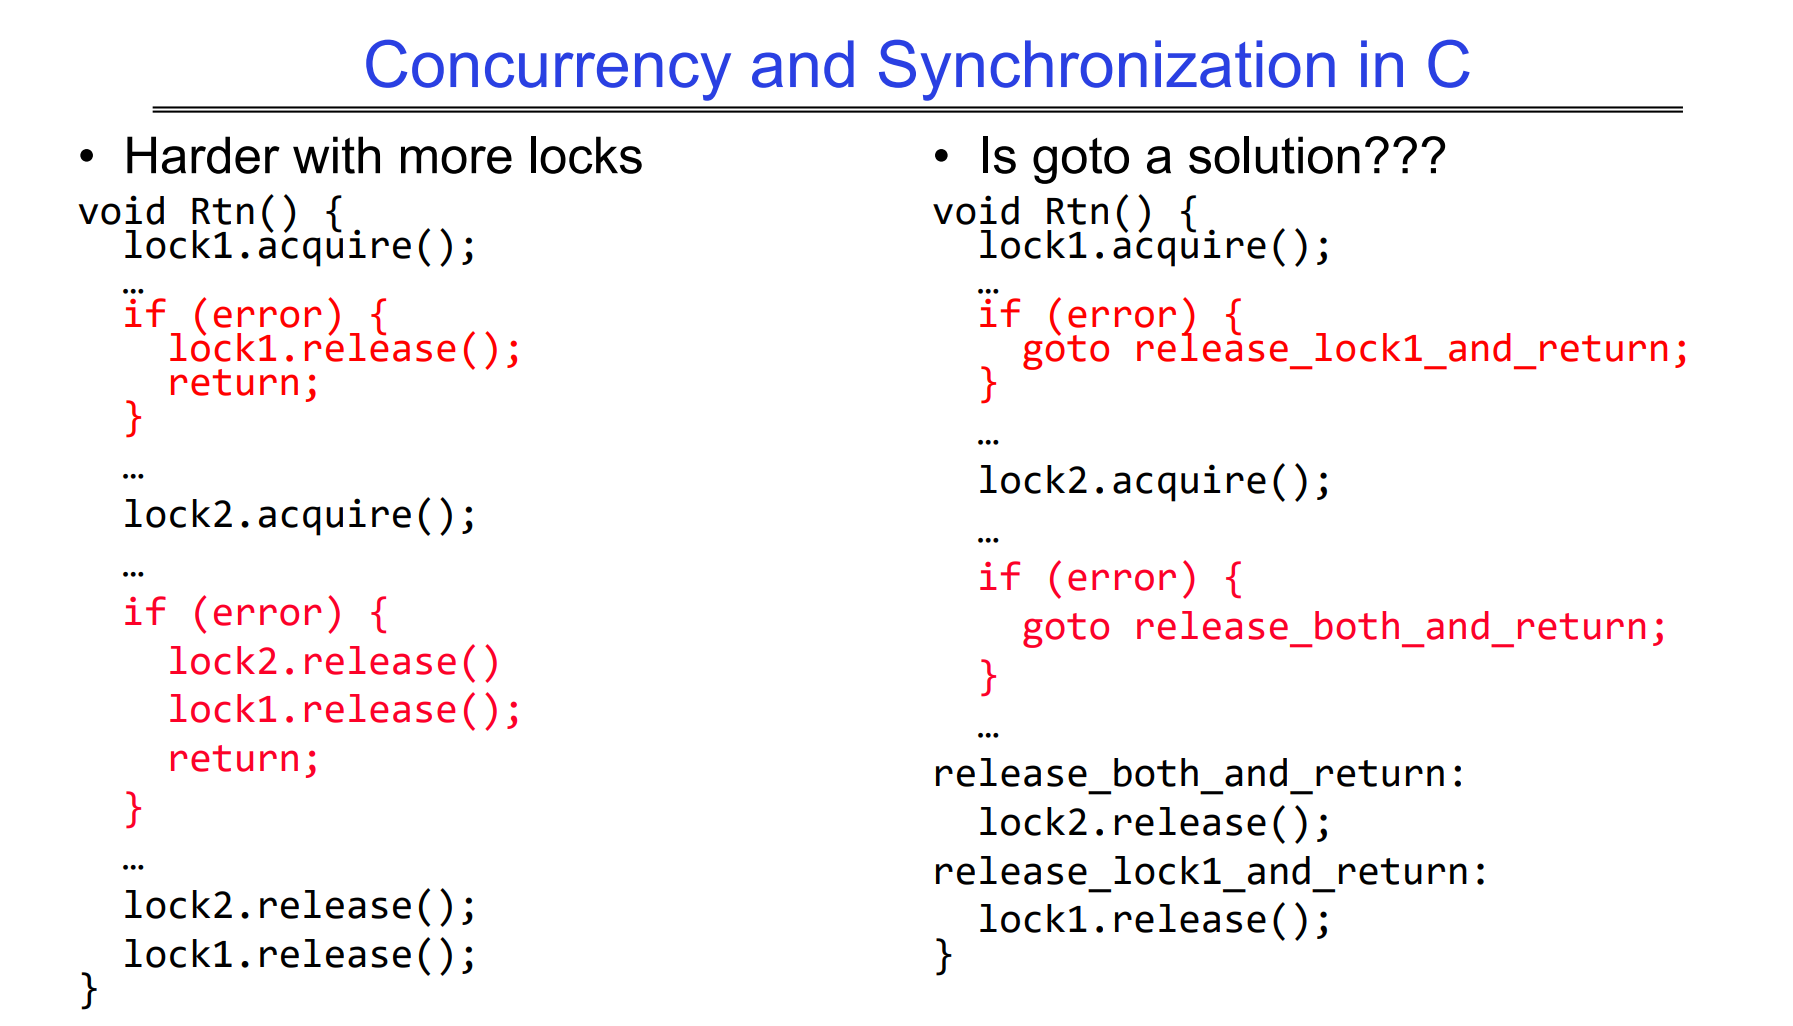 Concurrency and Synchronization in C
• Harder with more locks
void Rtn() {
lock1.acquire();
…
if (error) {
lock1.release();
return;
}
…
lock2.acquire();
…
if (error) {
lock2.release()
lock1.release();
return;
}
…
lock2.release();
lock1.release();
}
• Is goto a solution???
void Rtn() {
lock1.acquire();
…
if (error) {
goto release_lock1_and_return;
}
…
lock2.acquire();
…
if (error) {
goto release_both_and_return;
}
…
release_both_and_return:
lock2.release();
release_lock1_and_return:
lock1.release();
}